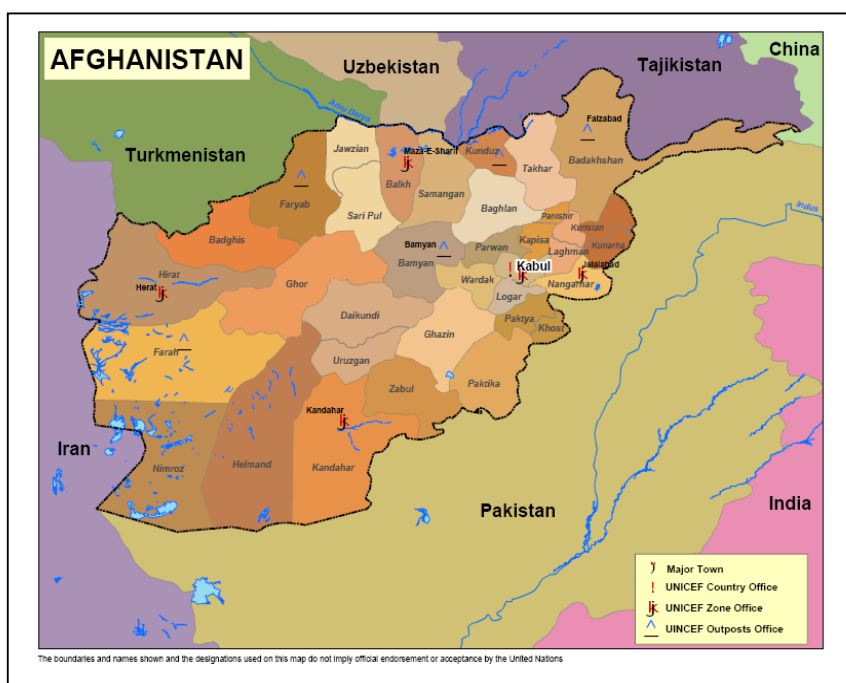 AFGHANISTAN
China
Uzbekistan
Tajikistan
Amu Darya
Faizabad
Turkmenistan
Jawzian
Maza-E-Sharif
Kunduz
Badakhshan
Balkh
Takhar
Samangan
Faryab
Sari Pul
Baghlan
Indus
Panishir
Badghis
Bamyan
Parwan
Kapisa
Kunarha
Laghman
Hirat
Bamyan
Kabul
Jalalabad
Herat
Ghor
Wardak
Nangarhar
Logar
Daikundi
Paktya
Khost
Farah
Ghazin
Uruzgan
Zabul
Paktika
Kandahar
Iran
Nimroz
Helmand
Kandahar
Pakistan
India
Major Town
UNICEF Country Office
UNICEF Zone Office
UINCEF Outposts Office
The boundaries and names shown and the designations used on this map do not imply official endorsement or acceptance by the United Nations